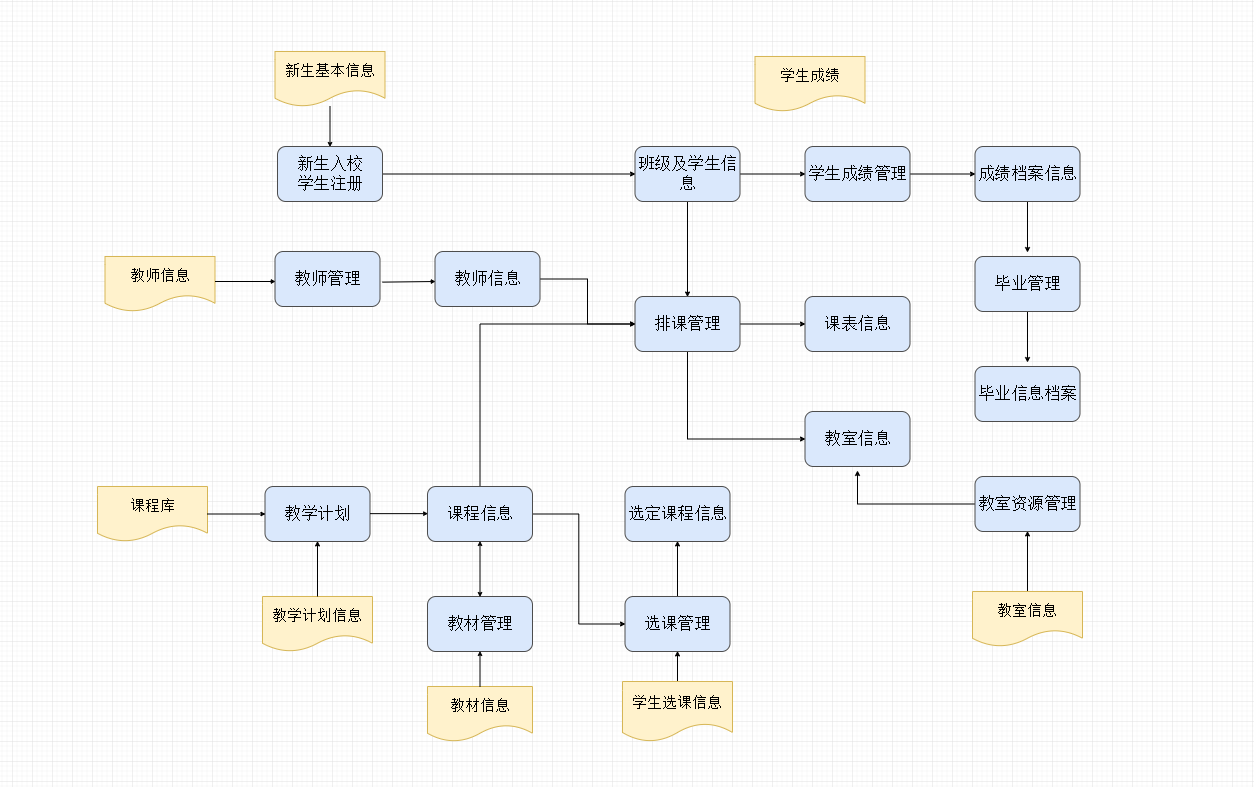 新生基本信息
学生成绩
新生入校
学生注册
班级及学生信
息
学生成绩管理
成绩档案信息
教师信息
教师管理
教师信息
毕业管理
排课管理
课表信息
毕业信息档案
教室信息
课程库
教学计划
课程信息
选定课程信息
教室资源管理
教学计划信息
教材管理
选课管理
教室信息
教材信息
学生选课信息